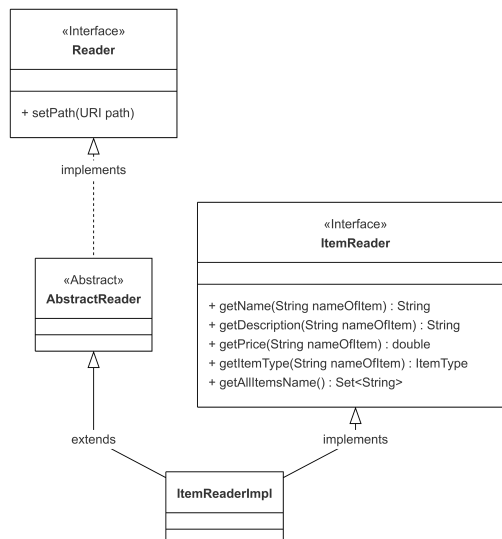 «Interface»
Reader
+ setPath(URI path)
implements
«Interface»
ItemReader
«Abstract»
AbstractReader
+ getName(String nameOfItem) : String
+ getDescription(String nameOfItem) : String
+ getPrice(String nameOfItem) : double
+ getItemType(String nameOfItem) : ItemType
+ getAllItemsName() : Set<String>
extends
implements
ItemReaderImpl